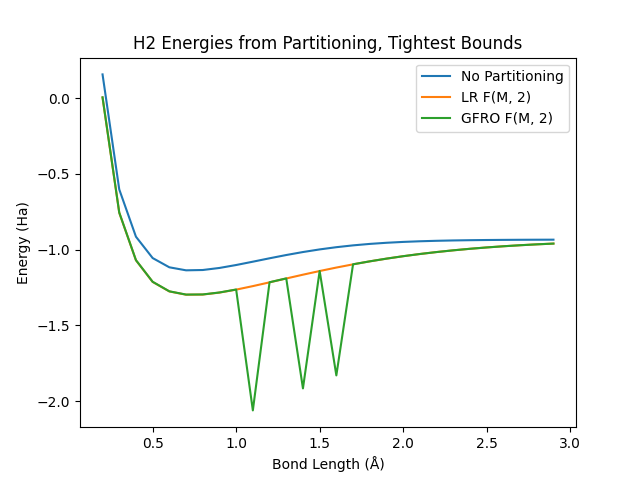 H2 Energies from Partitioning, Tightest Bounds
No Partitioning
LR F(M, 2)
GFRO F(M, 2)
Energy (Ha)
0.0
−0.5
−1.0
−1.5
−2.0
0.5
1.0
1.5
2.0
2.5
3.0
Bond Length (Å)